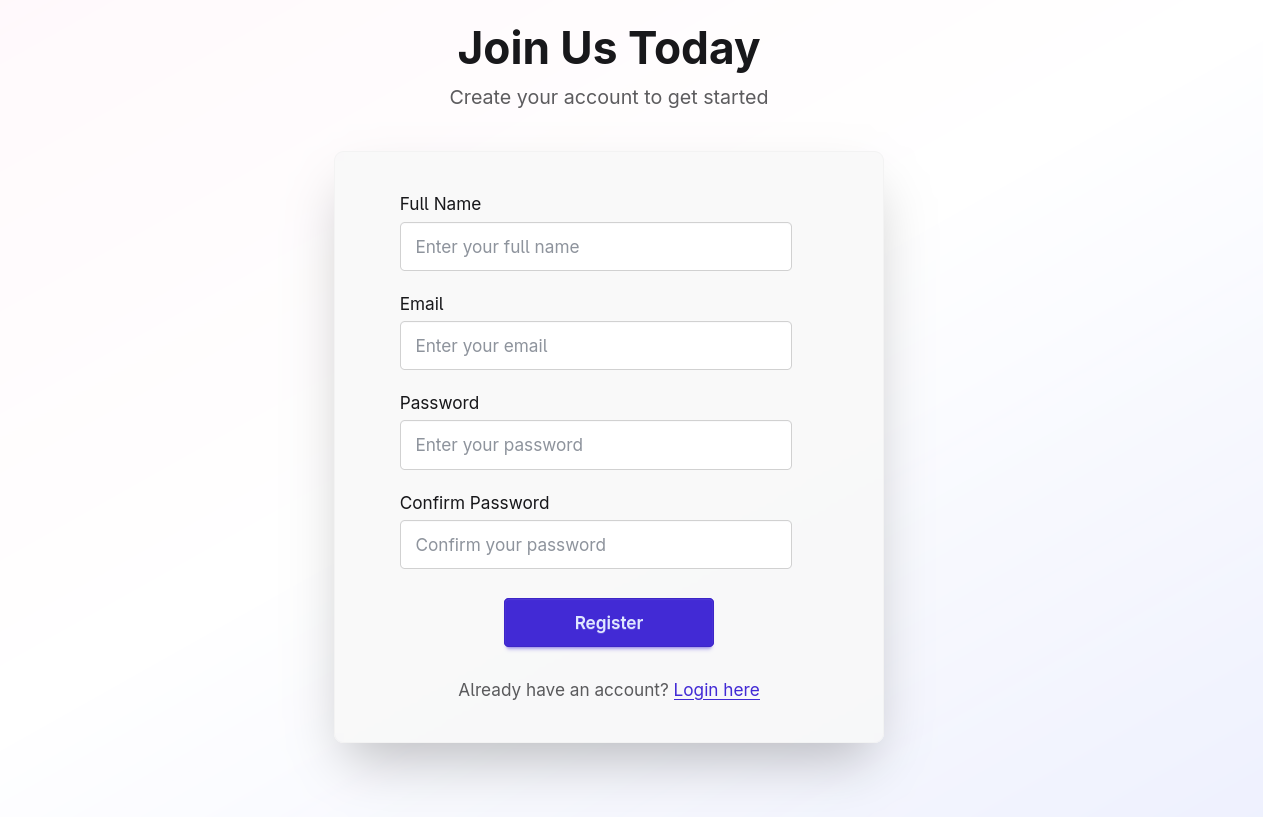 Join Us Today
Create your account to get started
Full Name
Enter your full name
Email
Enter your email
Password
Enter your password
Confirm Password
Confirm your password
Register
Already have an account? Login here